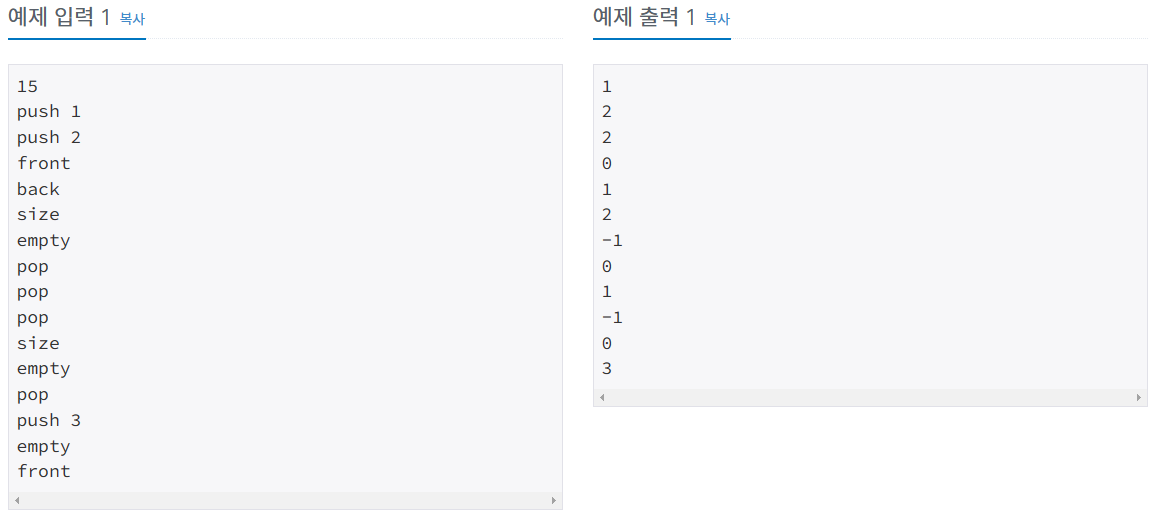 예제 입력 1 복사
15
push 1
push 2
front
back
size
empty
pop
pop
pop
size
empty
pop
push 3
empty
front
예제 출력 1 복사
1
2
2
0
1
2
-1
0
1
-1
0
3